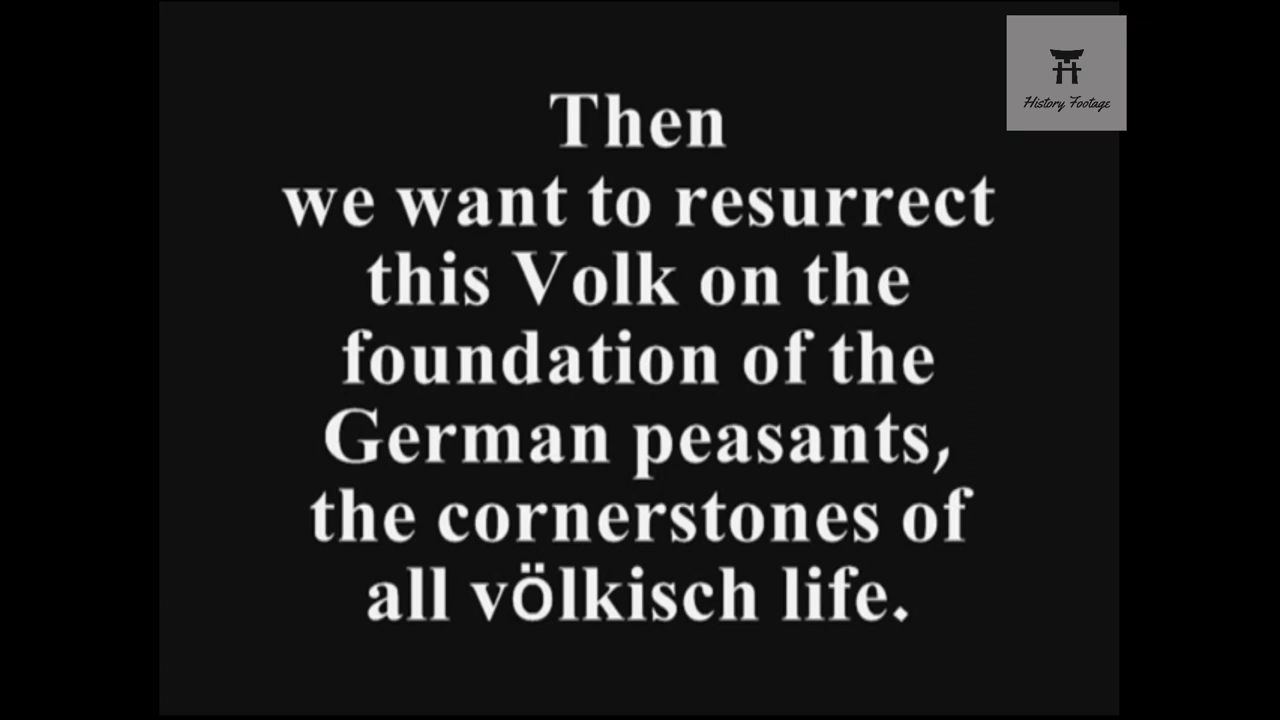 Then
we want to resurrect
this Volk on the
foundation of the
German peasants,
the cornerstones of
all völkisch life.
History Footage